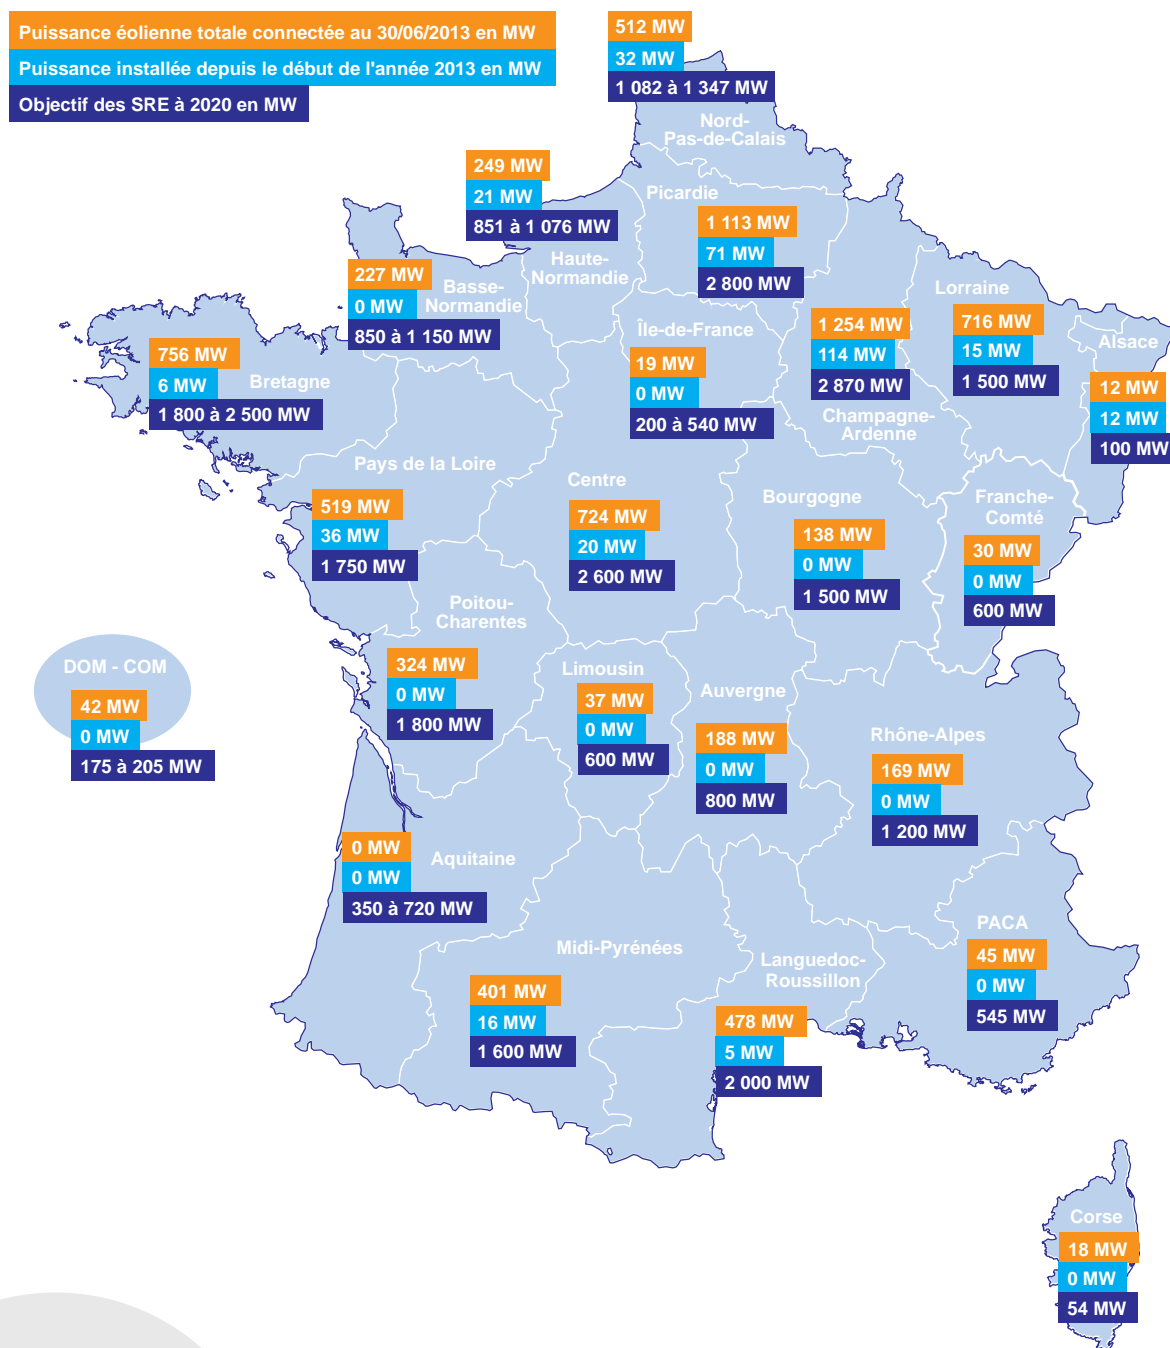 Puissance éolienne totale connectée au 30/06/2013 en MW
Puissance installée depuis le début de l'année 2013 en MW
Objectif des SRE à 2020 en MW
512 MW
32 MW
1 082 à 1 347 MW
Nord-
Pas-de-Calais
249 MW
21 MW
851 à 1 076 MW
Haute-
Normandie
Picardie
1 113 MW
71 MW
2 800 MW
227 MW
0 MW
850 à 1 150 MW
Basse-
Normandie
Île-de-France
19 MW
0 MW
200 à 540 MW
1 254 MW
114 MW
2 870 MW
Champagne-
Ardenne
Lorraine
716 MW
15 MW
1 500 MW
Alsace
12 MW
12 MW
100 MW
756 MW
6 MW
1 800 à 2 500 MW
Bretagne
Pays de la Loire
519 MW
36 MW
1 750 MW
Centre
724 MW
20 MW
2 600 MW
Bourgogne
138 MW
0 MW
1 500 MW
Franche-
Comté
30 MW
0 MW
600 MW
Poitou-
Charentes
324 MW
0 MW
1 800 MW
DOM - COM
42 MW
0 MW
175 à 205 MW
Limousin
37 MW
0 MW
600 MW
Auvergne
188 MW
0 MW
800 MW
Rhône-Alpes
169 MW
0 MW
1 200 MW
0 MW
0 MW
350 à 720 MW
Aquitaine
Midi-Pyrénées
401 MW
16 MW
1 600 MW
Languedoc-
Roussillon
478 MW
5 MW
2 000 MW
PACA
45 MW
0 MW
545 MW
Corse
18 MW
0 MW
54 MW